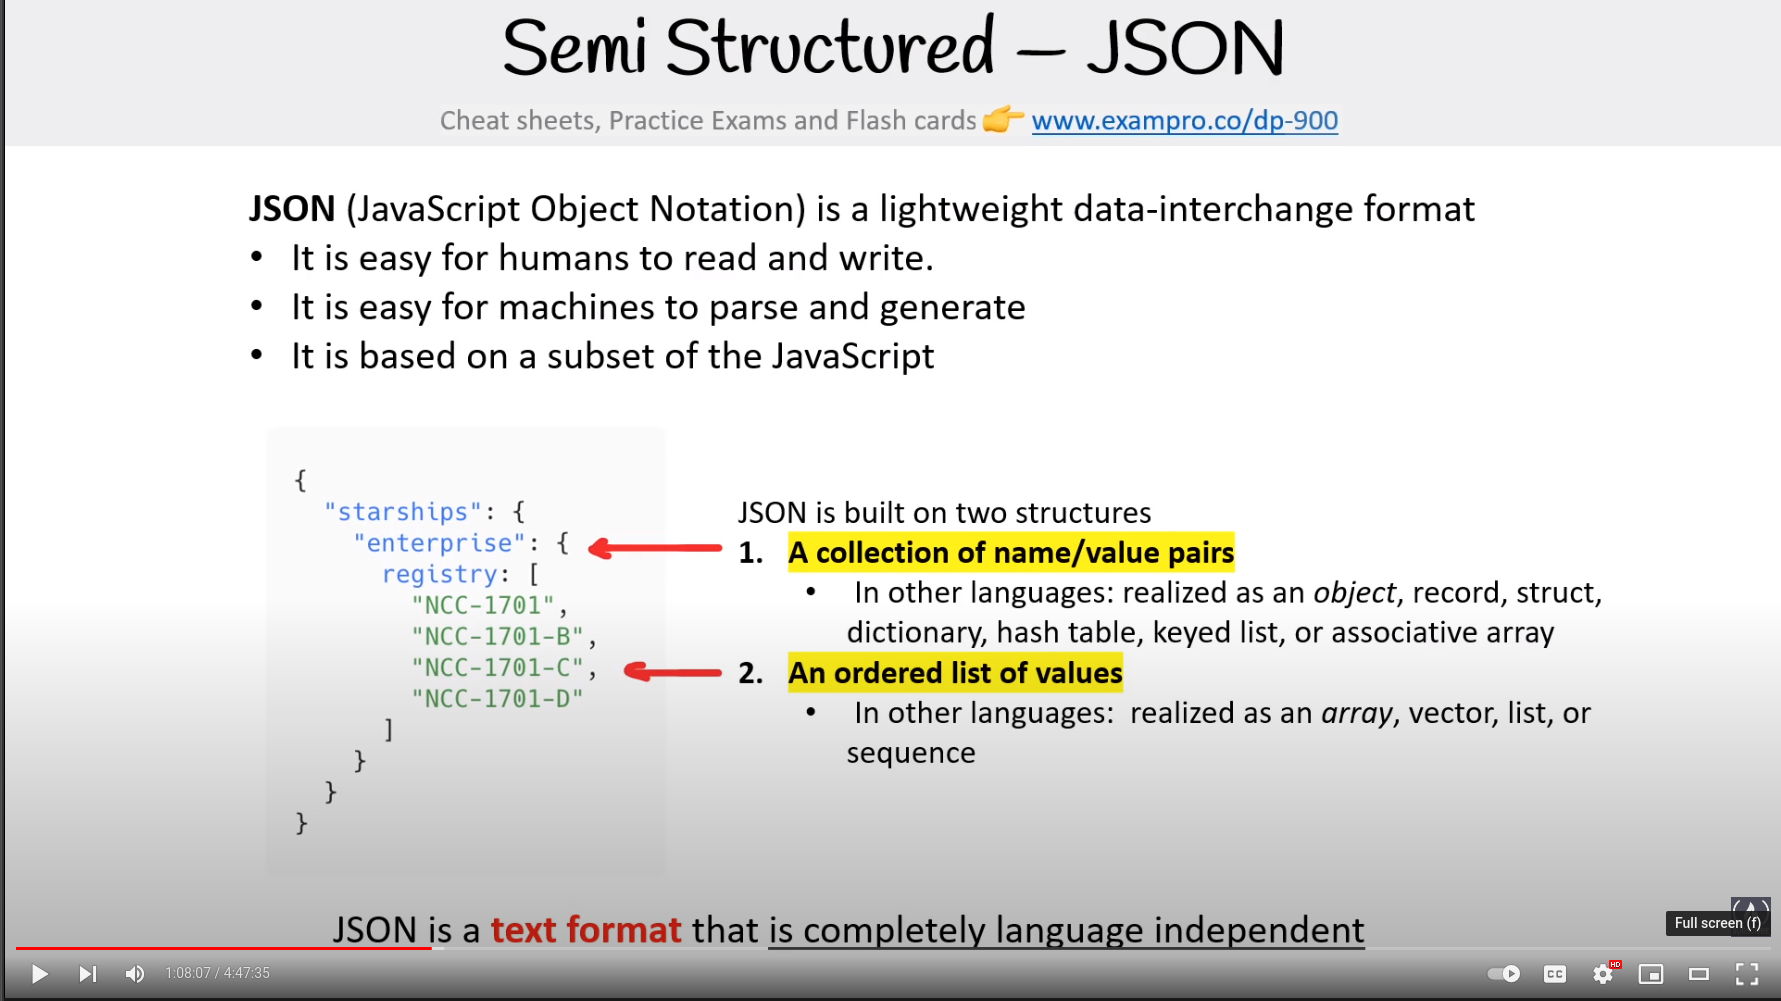 Semi Structured – JSON
Cheat sheets, Practice Exams and Flash cards 👉 www.exampro.co/dp-900
JSON (JavaScript Object Notation) is a lightweight data-interchange format
• It is easy for humans to read and write.
• It is easy for machines to parse and generate
• It is based on a subset of the JavaScript
{
"starships": {
"enterprise": {
registry: [
"NCC-1701",
"NCC-1701-B",
"NCC-1701-C",
"NCC-1701-D"
]
}
}
}
JSON is built on two structures
1. A collection of name/value pairs
• In other languages: realized as an object, record, struct,
dictionary, hash table, keyed list, or associative array
2. An ordered list of values
• In other languages: realized as an array, vector, list, or
sequence
JSON is a text format that is completely language independent
Full screen (f)
1:08:07 / 4:47:35
CC
HD